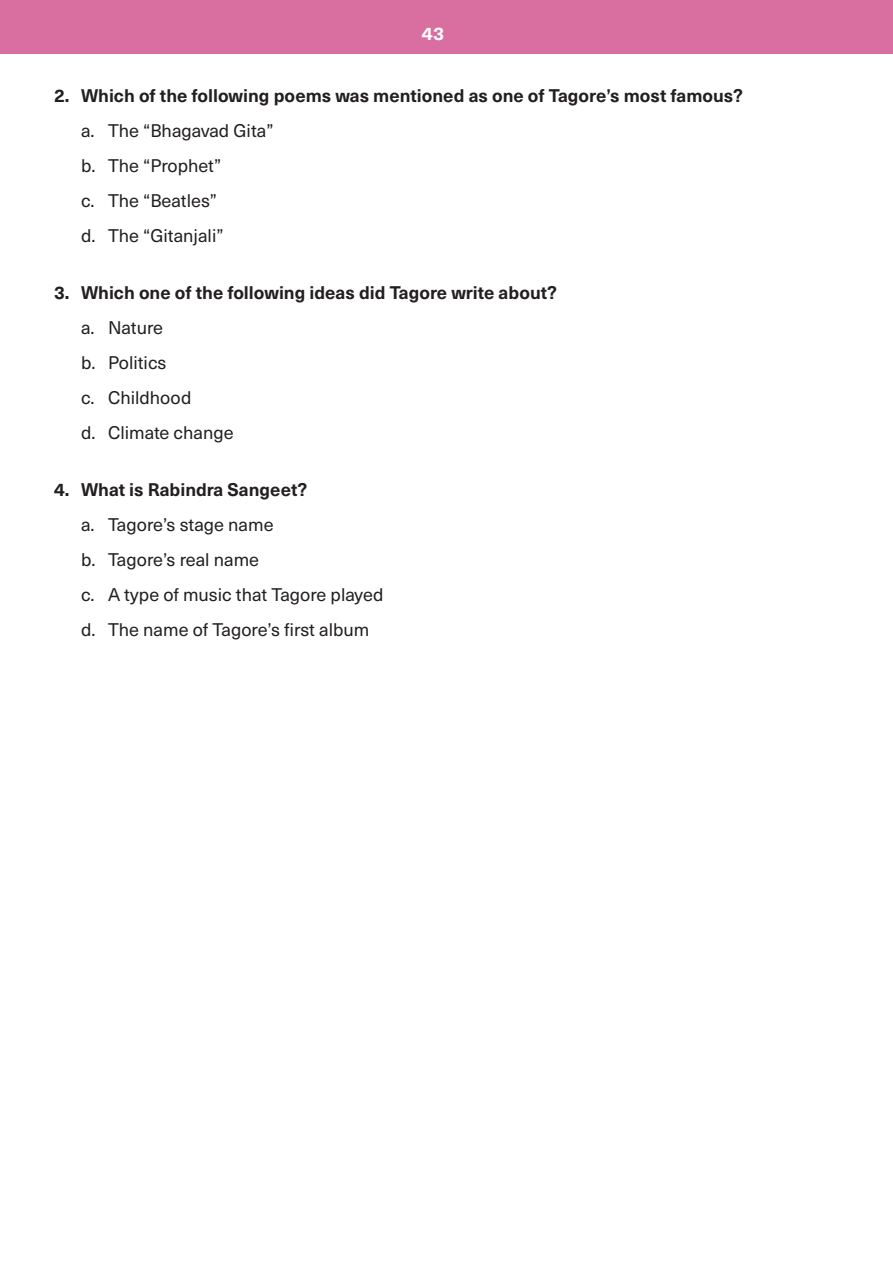 43
2. Which of the following poems was mentioned as one of Tagore’s most famous?
a. The “Bhagavad Gita”
b. The “Prophet”
c. The “Beatles”
d. The “Gitanjali”
3. Which one of the following ideas did Tagore write about?
a. Nature
b. Politics
c. Childhood
d. Climate change
4. What is Rabindra Sangeet?
a. Tagore’s stage name
b. Tagore’s real name
c. A type of music that Tagore played
d. The name of Tagore’s first album